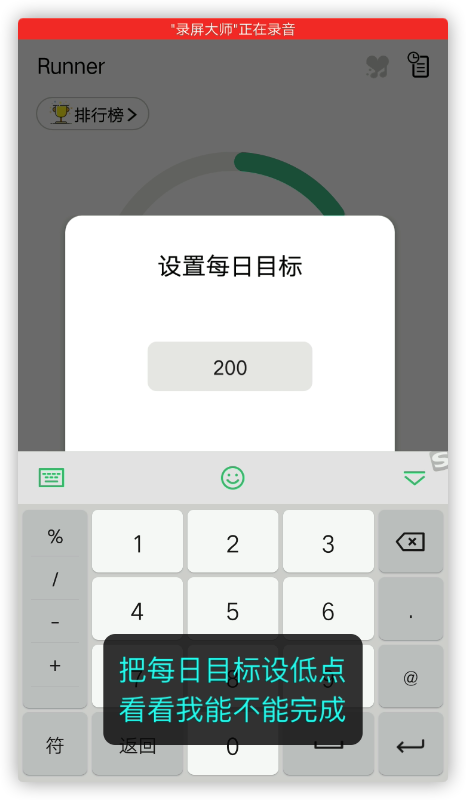 "录屏大师"正在录音
Runner
排行榜
设置每日目标
200
% 1 2 3
/ 4 5 6 .
-
+ @
把每日目标设低点
看看我能不能完成
符 返回 0